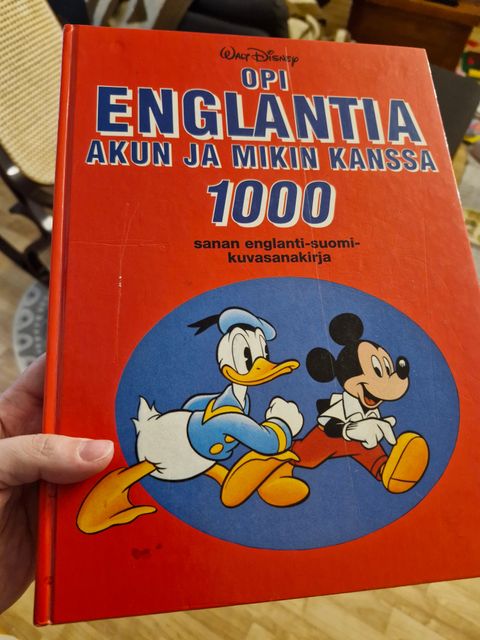 Walt Disney
OPI
ENGLANTIA
AKUN JA MIKIN KANSSA
1000
sanan englanti-suomi-
kuvasanakirja